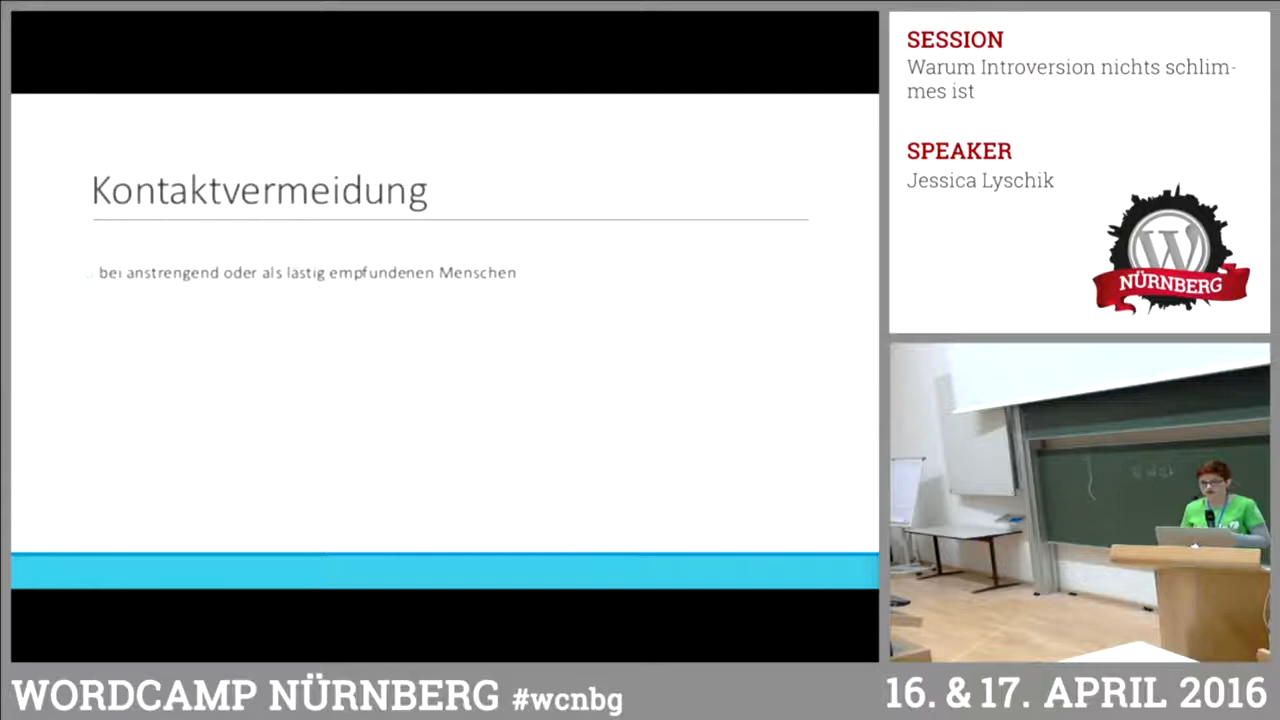 Kontaktvermeidung
bei anstrengend oder als lästig empfundenen Menschen
SESSION
Warum Introversion nichts schlim-
mes ist
SPEAKER
Jessica Lyschik
W
NÜRNBERG
WORDCAMP NÜRNBERG #wcnbg
16. & 17. APRIL 2016